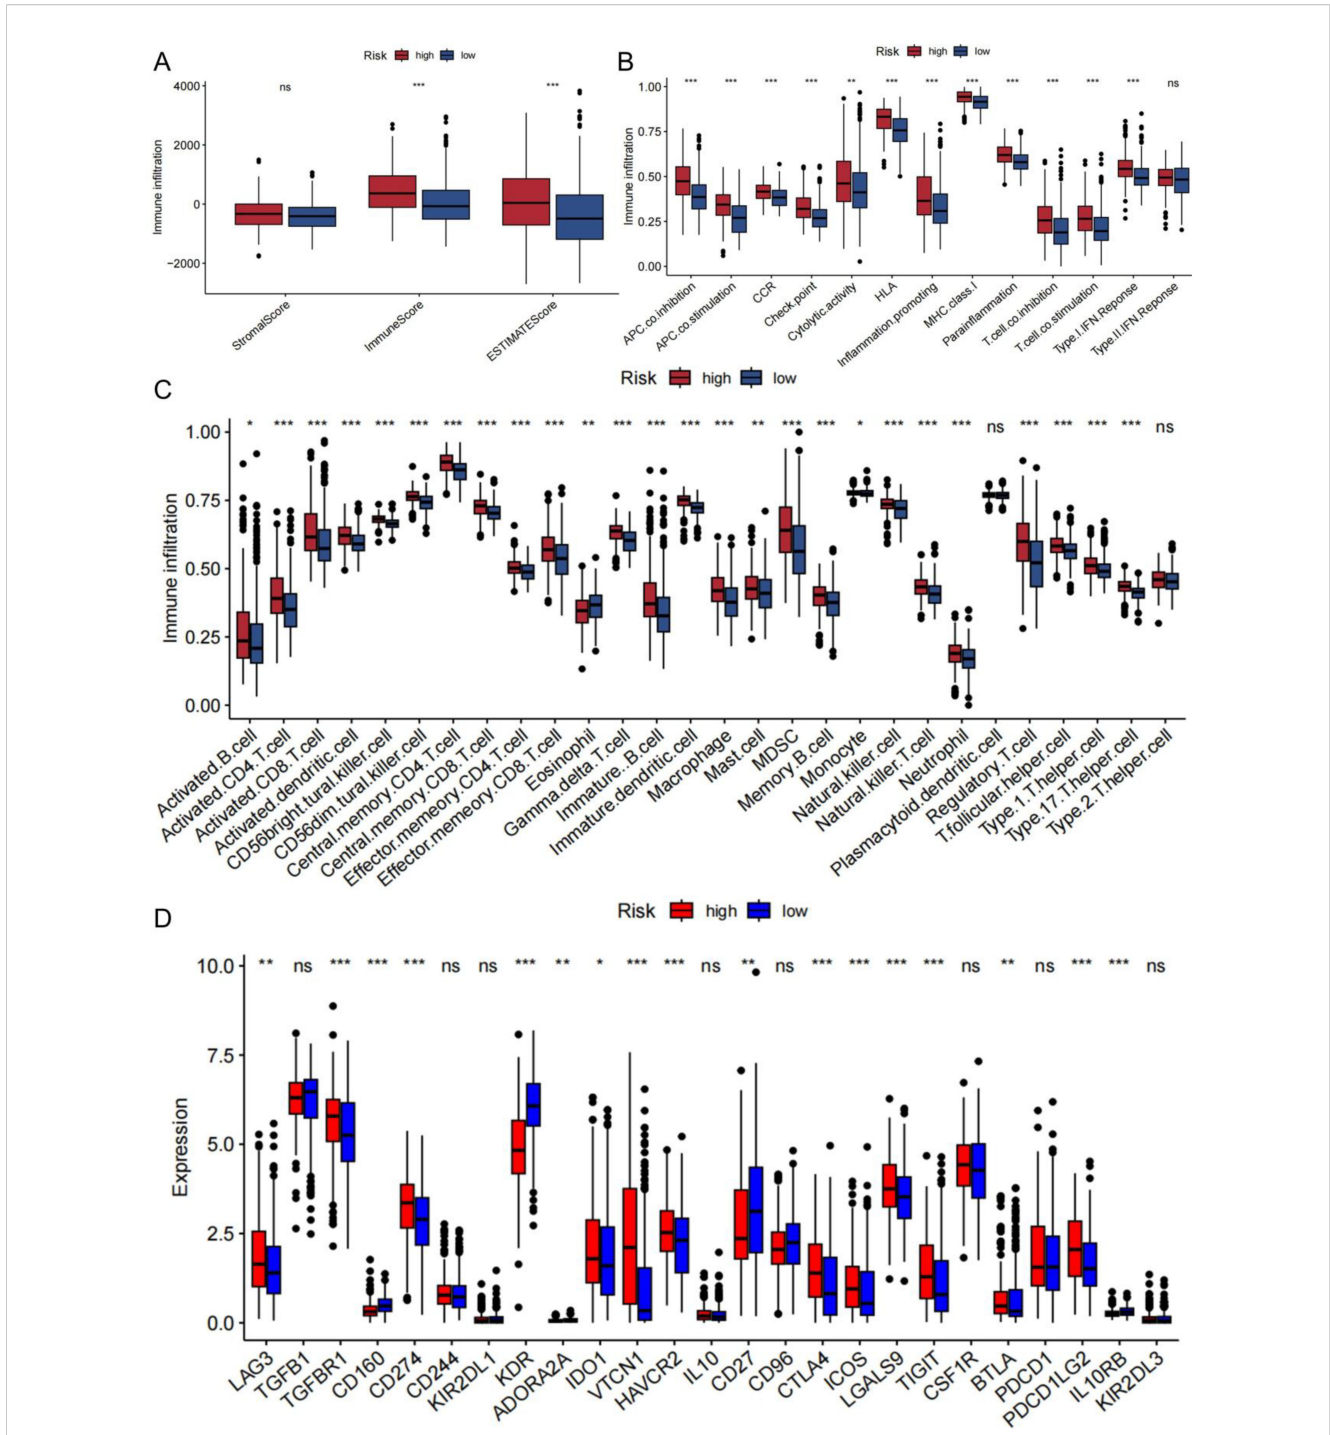 A
Risk high low
Immune infiltration
4000
2000
0
−2000
ns *** ***
StromalScore
ImmuneScore
ESTIMATEScore
B
Risk high low
Immune infiltration
1.00
0.75
0.50
0.25
0.00
*** *** *** *** ** *** *** *** *** *** *** *** ns
APC.co.inhibition
APC.co.stimulation
CCR
Check.point
Cytolytic.activity
HLA
Inflammation.promoting
MHC.class.I
Parainflammation
T.cell.co.inhibition
T.cell.co.stimulation
Type.I.IFN.Reponse
Type.II.IFN.Reponse
C
Risk high low
Immune infiltration
1.00
0.75
0.50
0.25
0.00
* *** *** *** *** *** *** *** *** *** ** *** *** *** *** ** *** *** * *** *** *** ns *** *** *** *** ns
Activated.B.cell
Activated.CD4.T.cell
Activated.CD8.T.cell
Activated.dendritic.cell
CD56bright.tural.killer.cell
CD56dim.tural.killer.cell
Central.memory.CD4.T.cell
Central.memory.CD8.T.cell
Effector.memeory.CD4.T.cell
Effector.memeory.CD8.T.cell
Eosinophil
Gamma.delta.T.cell
Immature..B.cell
Immature.dendritic.cell
Macrophage
Mast.cell
MDSC
Memory.B.cell
Monocyte
Natural.killer.cell
Natural.killer.T.cell
Neutrophil
Plasmacytoid.dendritic.cell
Regulatory.T.cell
T.follicular.helper.cell
Type.1.T.helper.cell
Type.17.T.helper.cell
Type.2.T.helper.cell
D
Risk high low
Expression
10.0
7.5
5.0
2.5
0.0
** ns *** *** *** ns ns *** ** * *** *** ns ** ns *** *** *** *** ns ** ns *** *** ns
LAG3
TGFB1
TGFBR1
CD160
CD274
CD244
KIR2DL1
KDR
ADORA2A
IDO1
VTCN1
HAVCR2
IL10
CD27
CD96
CTLA4
ICOS
LGALS9
TIGIT
CSF1R
BTLA
PDCD1
PDCD1LG2
IL10RB
KIR2DL3